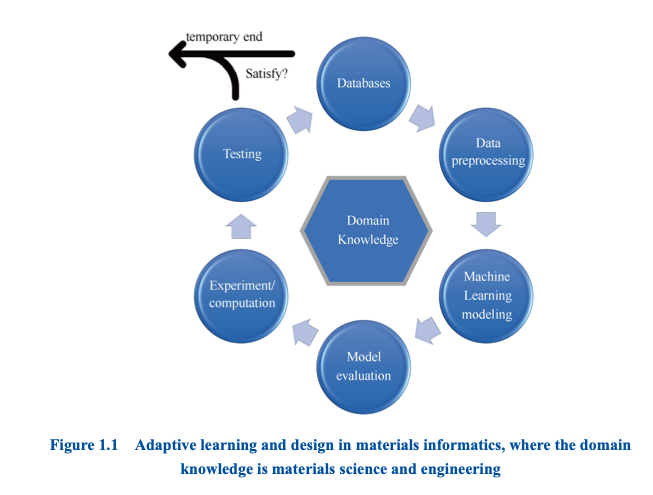 temporary end
Satisfy?
Databases
Data
preprocessing
Testing
Domain
Knowledge
Machine
Learning
modeling
Experiment/
computation
Model
evaluation
Figure 1.1 Adaptive learning and design in materials informatics, where the domain
knowledge is materials science and engineering